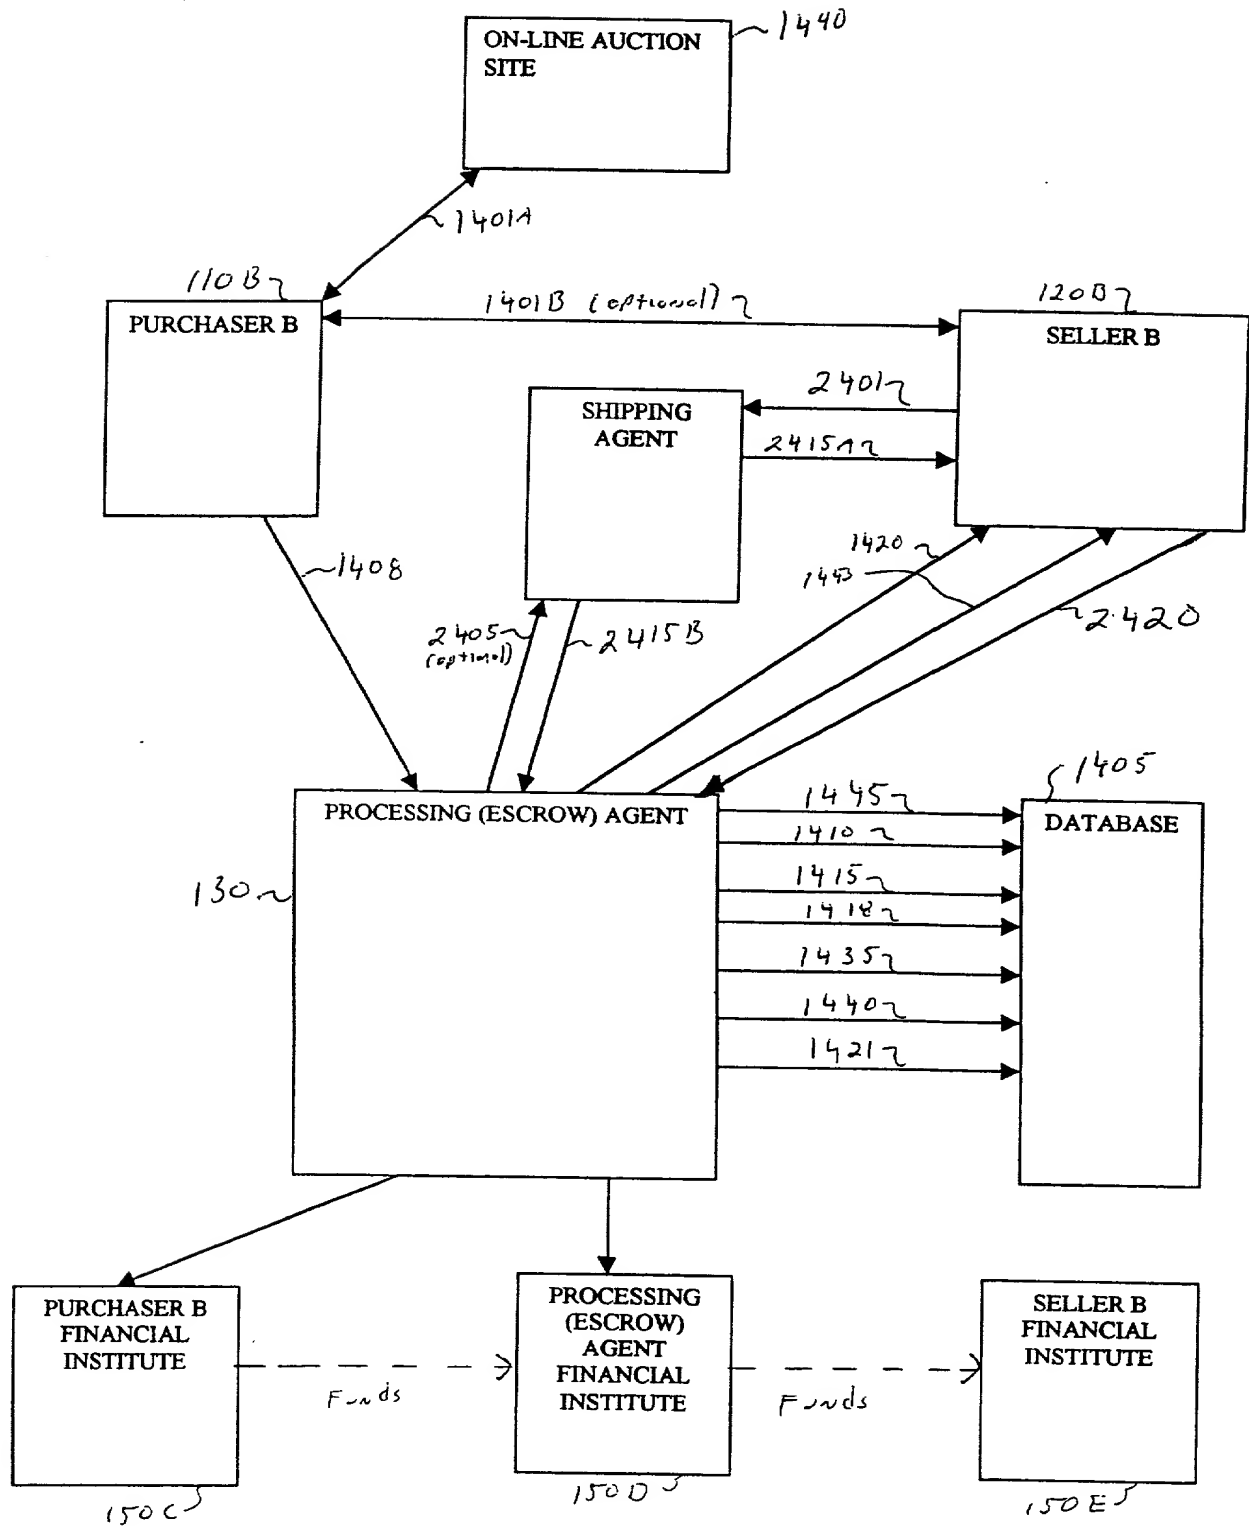 1440
ON-LINE AUCTION
SITE
1401A
110B
1401B (optional)
120B
PURCHASER B
SELLER B
2401
SHIPPING
AGENT
2415A
1420
1443
1408
2405
(optional)
2415B
2420
1405
PROCESSING (ESCROW) AGENT
1445
DATABASE
1410
130
1415
1418
1435
1440
1421
PURCHASER B
FINANCIAL
INSTITUTE
PROCESSING
(ESCROW)
AGENT
FINANCIAL
INSTITUTE
SELLER B
FINANCIAL
INSTITUTE
Funds
Funds
150C
150D
150E